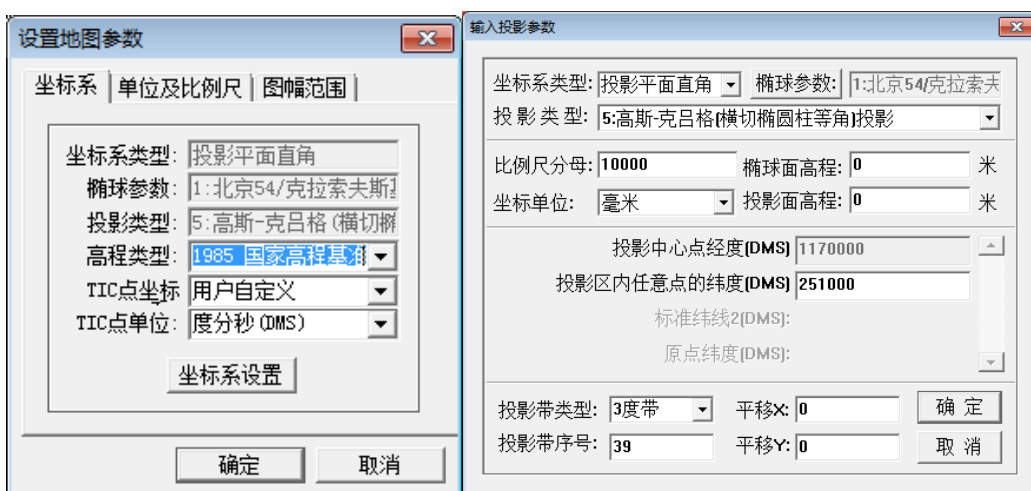 设置地图参数
坐标系 单位及比例尺 图幅范围
坐标系类型: 投影平面直角
椭球参数: 1:北京54/克拉索夫斯基
投影类型: 5:高斯-克吕格(横切椭
高程类型: 1985 国家高程基准
TIC点坐标 用户自定义
TIC点单位: 度分秒(DMS)
坐标系设置
确定 取消
输入投影参数
坐标系类型: 投影平面直角 椭球参数: 1:北京54/克拉索夫
投影类型: 5:高斯-克吕格(横切椭圆柱等角)投影
比例尺分母: 10000 椭球面高程: 0 米
坐标单位: 毫米 投影面高程: 0 米
投影中心点经度(DMS) 1170000
投影区内任意点的纬度(DMS) 251000
标准纬线2(DMS):
原点纬度(DMS):
投影带类型: 3度带 平移X: 0 确 定
投影带序号: 39 平移Y: 0 取 消